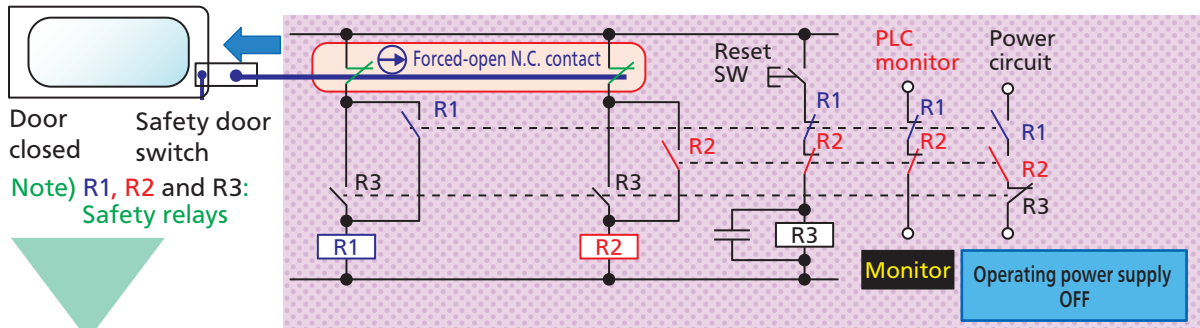 Door
closed
Safety door
switch
Note) R1, R2 and R3:
Safety relays
Forced-open N.C. contact
Reset
SW
PLC
monitor
Power
circuit
R1
R1
R1
R1
R2
R2
R2
R2
R3
R3
R3
R1
R2
R3
Monitor
Operating power supply
OFF